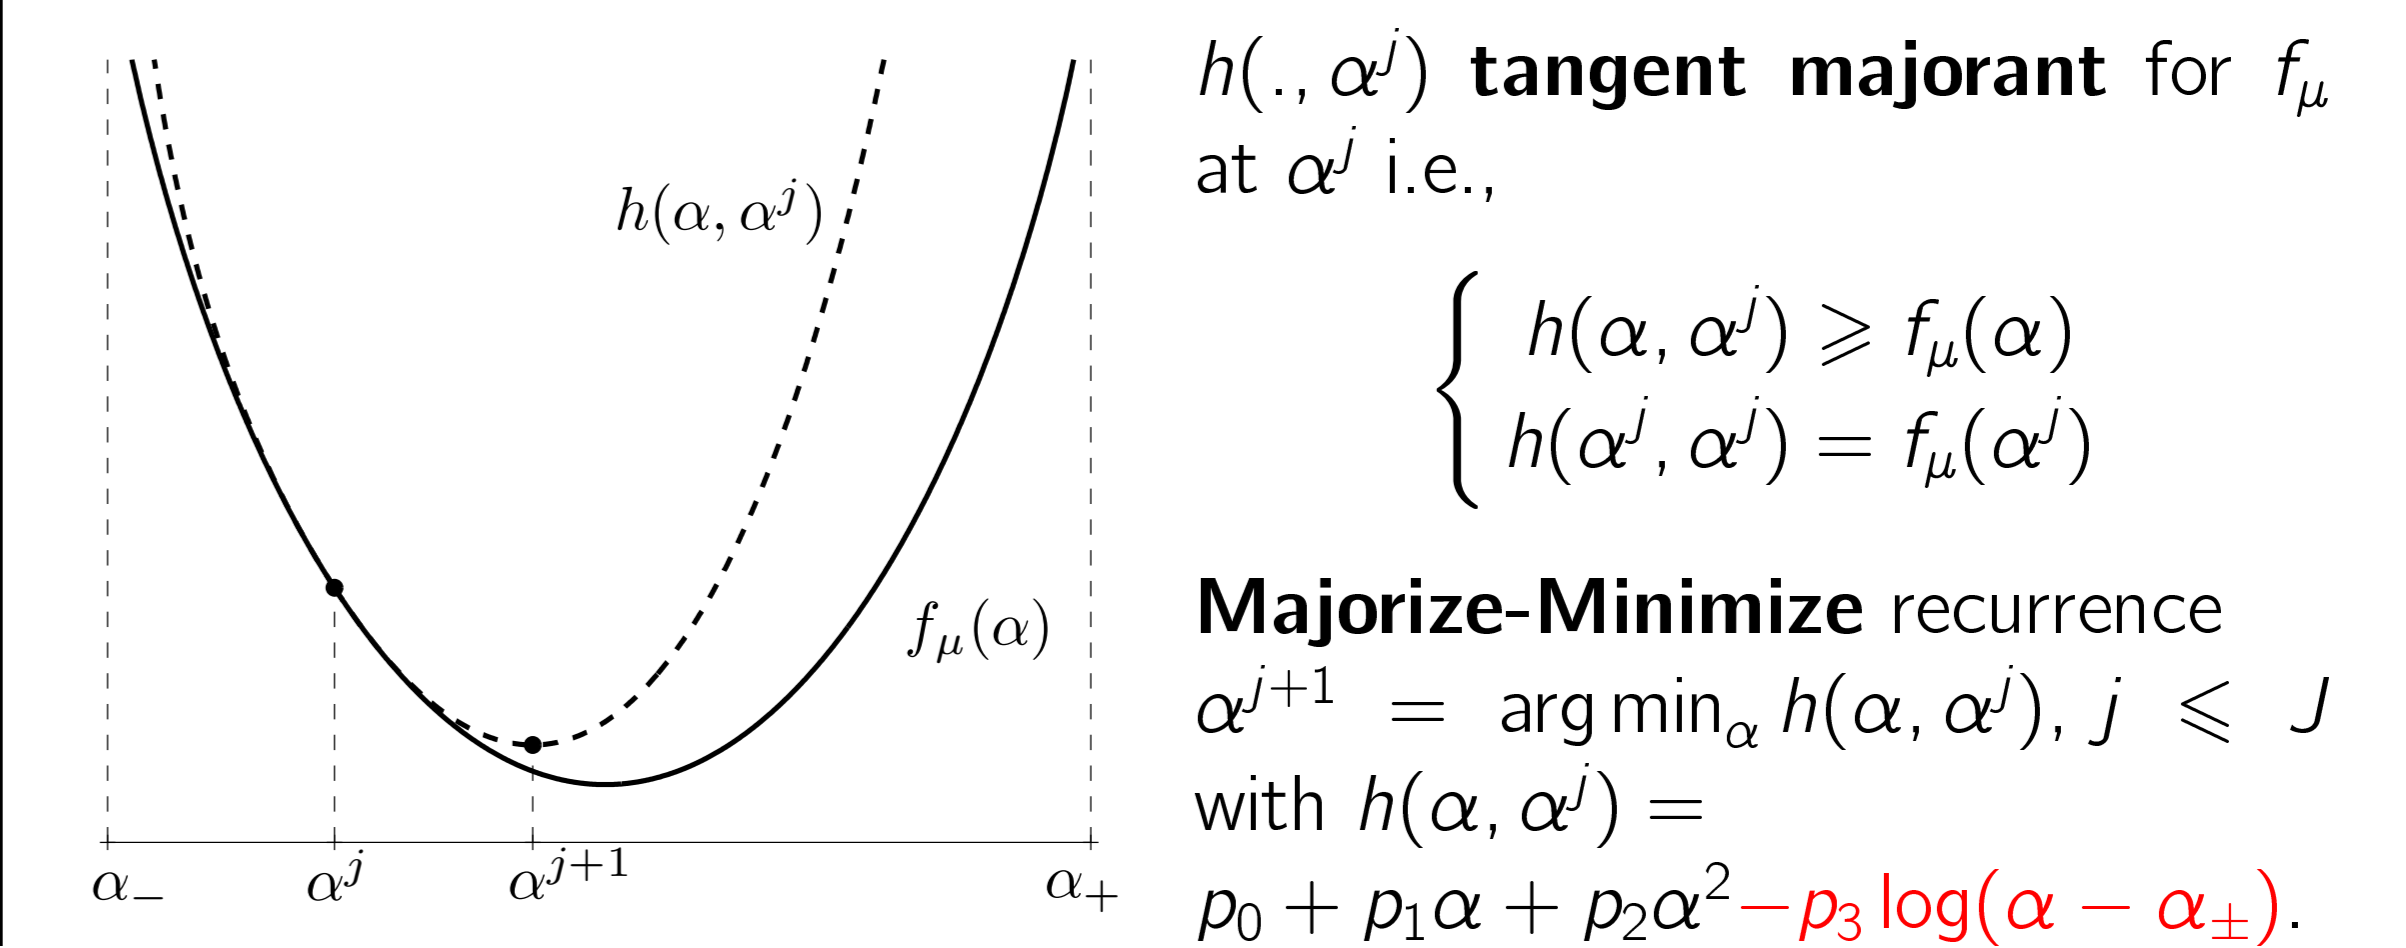 h(α, α^j)
f_μ(α)
α_− α^j α^{j+1} α_+
h(., α^j) tangent majorant for f_μ
at α^j i.e.,
h(α, α^j) ⩾ f_μ(α)
h(α^j, α^j) = f_μ(α^j)
Majorize-Minimize recurrence
α^{j+1} = arg min_α h(α, α^j), j ⩽ J
with h(α, α^j) =
p_0 + p_1α + p_2α^2−p_3 log(α − α_±).